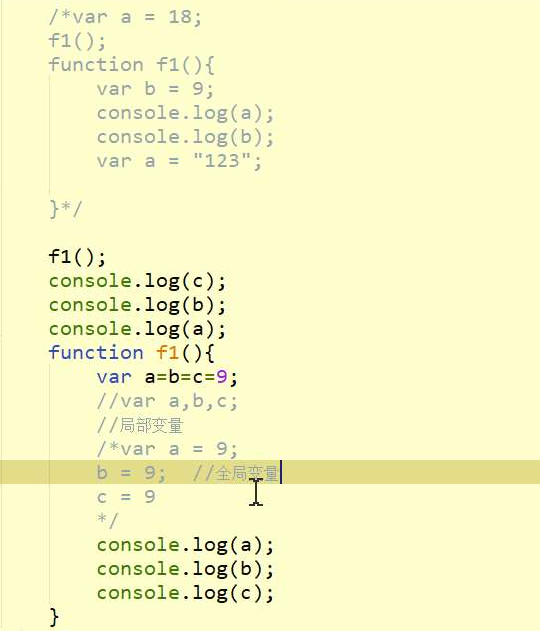 /*var a = 18;
f1();
function f1(){
    var b = 9;
    console.log(a);
    console.log(b);
    var a = "123";

}*/

f1();
console.log(c);
console.log(b);
console.log(a);
function f1(){
    var a=b=c=9;
    //var a,b,c;
    //局部变量
    /*var a = 9;
    b = 9;  //全局变量
    c = 9
    */
    console.log(a);
    console.log(b);
    console.log(c);
}